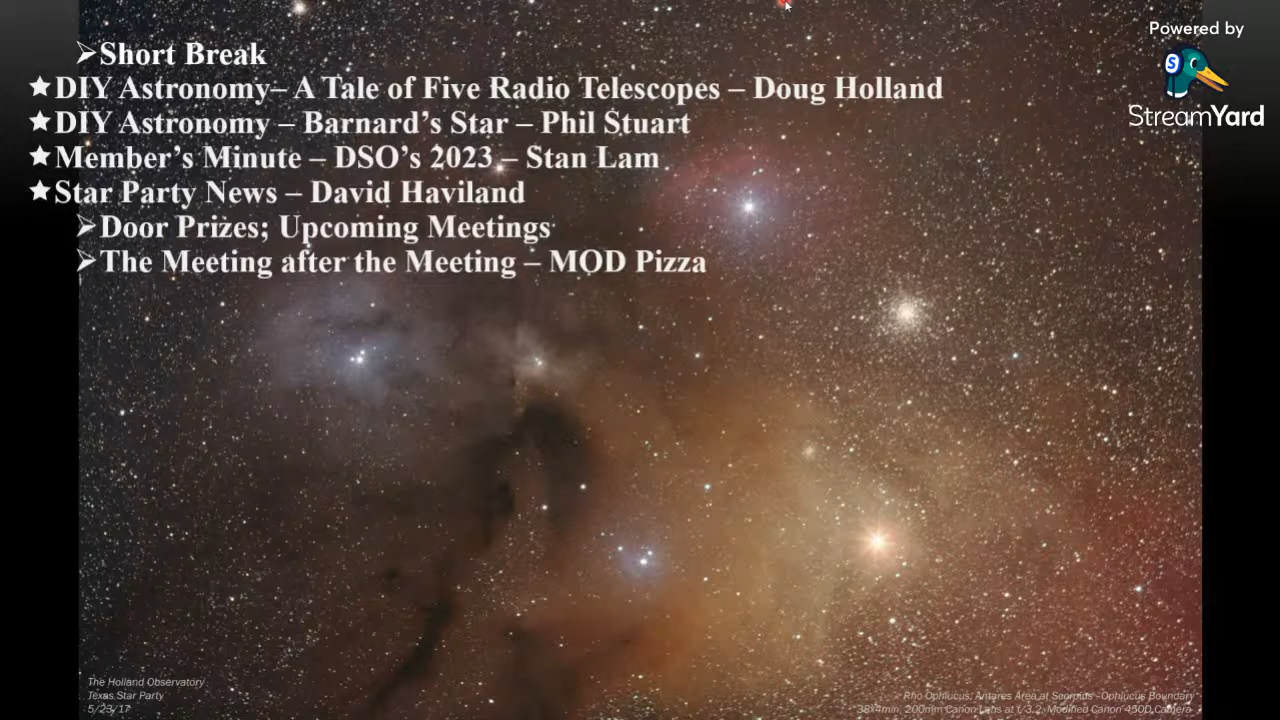 Powered by
StreamYard
➢Short Break
★DIY Astronomy– A Tale of Five Radio Telescopes – Doug Holland
★DIY Astronomy – Barnard's Star – Phil Stuart
★Member's Minute – DSO's 2023 – Stan Lam
★Star Party News – David Haviland
➢Door Prizes; Upcoming Meetings
➢The Meeting after the Meeting – MOD Pizza
The Holland Observatory
Texas Star Party
5/23/17
Rho Ophiucus, Antares Area at Scorpius - Ophiucus Boundary
38x4min, 200mm Canon Lens at f/3.2, Modified Canon 450D Camera